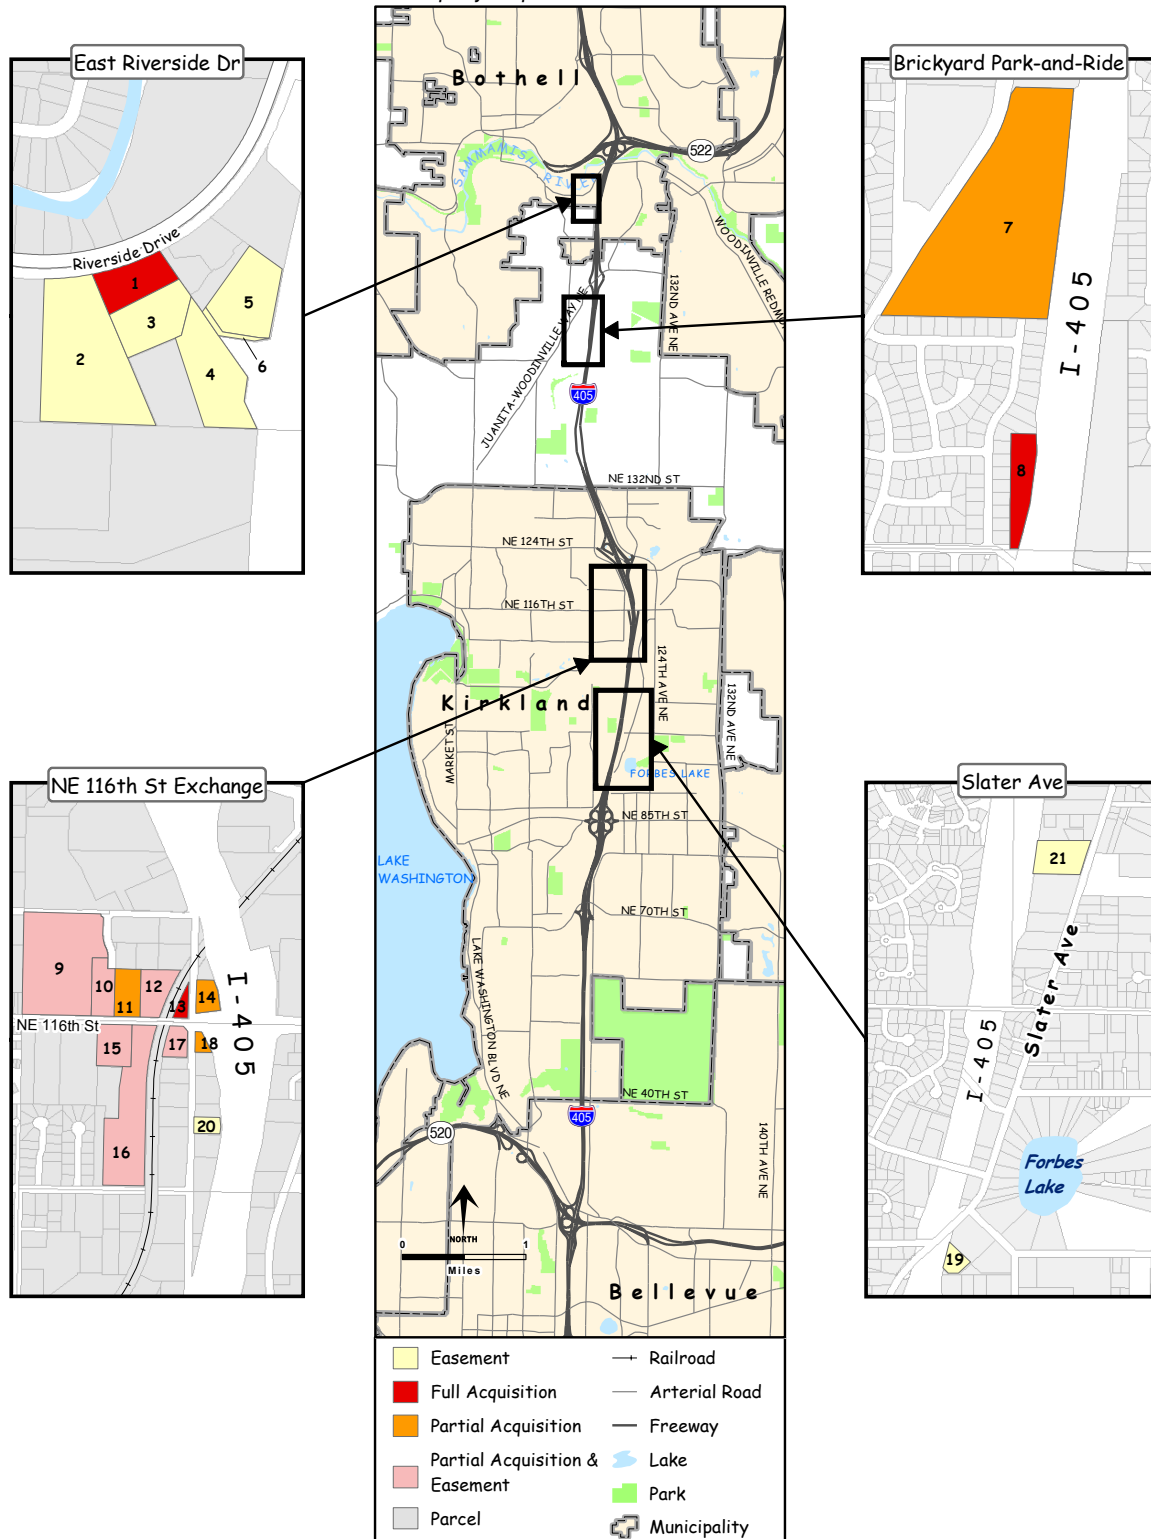 East Riverside Dr
Riverside Drive
1
2
3
4
5
6
Brickyard Park-and-Ride
7
8
I-405
NE 116th St Exchange
9
10
11
12
13
14
15
16
17
18
20
NE 116th St
I-405
Slater Ave
21
Slater Ave
I-405
Forbes
Lake
19
Bothell
SAMMAMISH RIVER
522
WOODINVILLE REDMO
132ND AVE NE
JUANITA-WOODINVILLE WAY NE
405
NE 132ND ST
NE 124TH ST
NE 116TH ST
124TH AVE NE
Kirkland
132ND AVE NE
MARKET ST
FORBES LAKE
NE 85TH ST
LAKE
WASHINGTON
NE 70TH ST
LAKE WASHINGTON BLVD NE
NE 40TH ST
405
520
140TH AVE NE
NORTH
0 1
Miles
Bellevue
Easement
Full Acquisition
Partial Acquisition
Partial Acquisition &
Easement
Parcel
Railroad
Arterial Road
Freeway
Lake
Park
Municipality